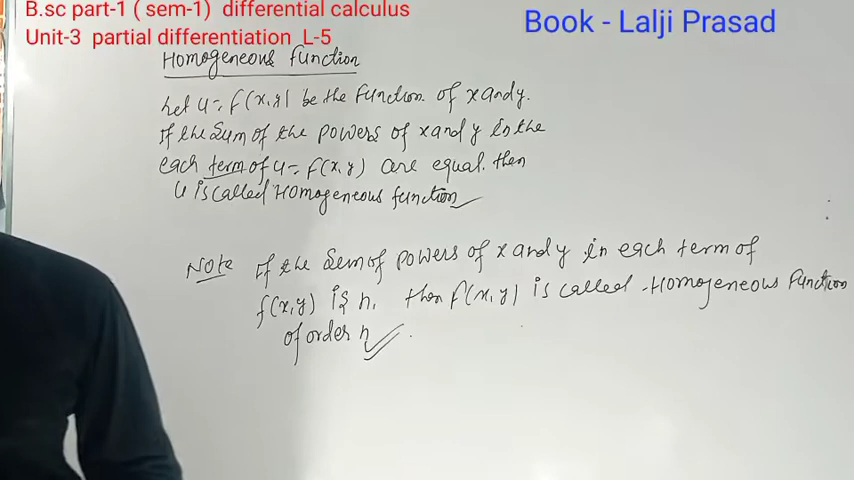 B.sc part-1 ( sem-1) differential calculus
Unit-3 partial differentiation L-5
Book - Lalji Prasad
Homogeneous function
Let u = f(x,y) be the function of x and y.
If the sum of the powers of x and y in the
each term of u = f(x,y) are equal. then
u is called Homogeneous function
Note If the sum of powers of x and y in each term of
f(x,y) is n, then f(x,y) is called Homogeneous function
of order n